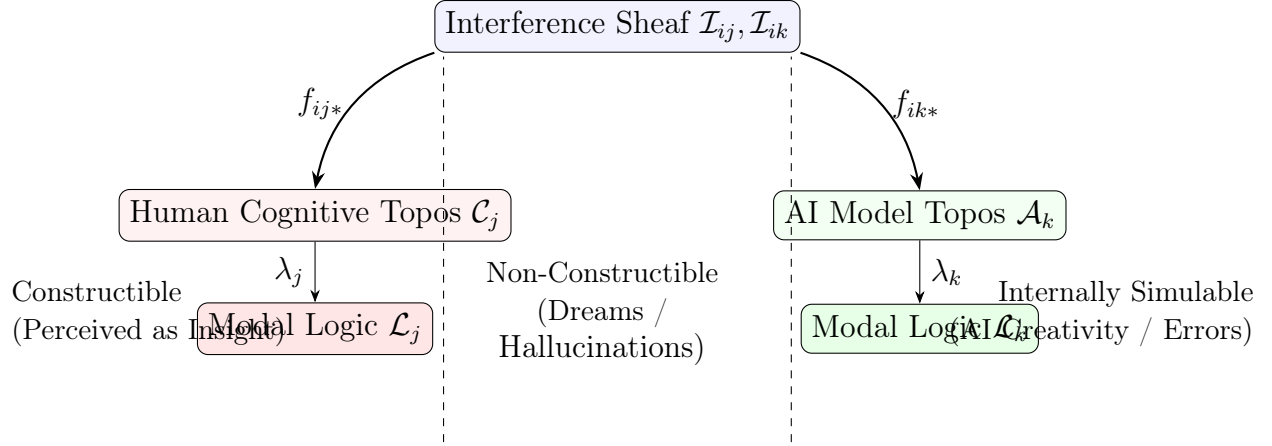 Interference Sheaf $\mathcal{I}_{ij}, \mathcal{I}_{ik}$
$f_{ij*}$
$f_{ik*}$
Human Cognitive Topos $\mathcal{C}_j$
AI Model Topos $\mathcal{A}_k$
$\lambda_j$
$\lambda_k$
Constructible
(Perceived as Insight)
Modal Logic $\mathcal{L}_j$
Non-Constructible
(Dreams /
Hallucinations)
Modal Logic $\mathcal{L}_k$
Internally Simulable
(AI Creativity / Errors)